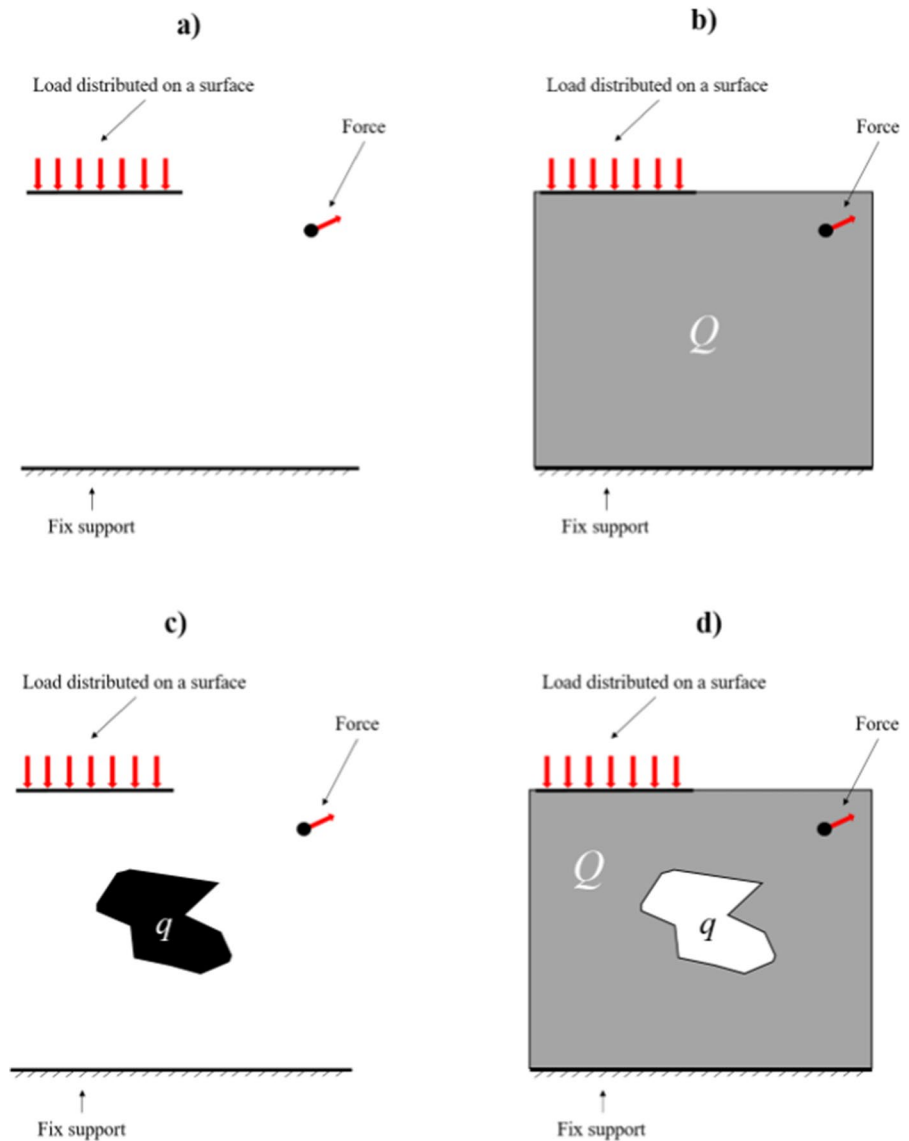 a)
Load distributed on a surface
Force
Fix support
b)
Load distributed on a surface
Force
Q
Fix support
c)
Load distributed on a surface
Force
q
Fix support
d)
Load distributed on a surface
Force
Q
q
Fix support